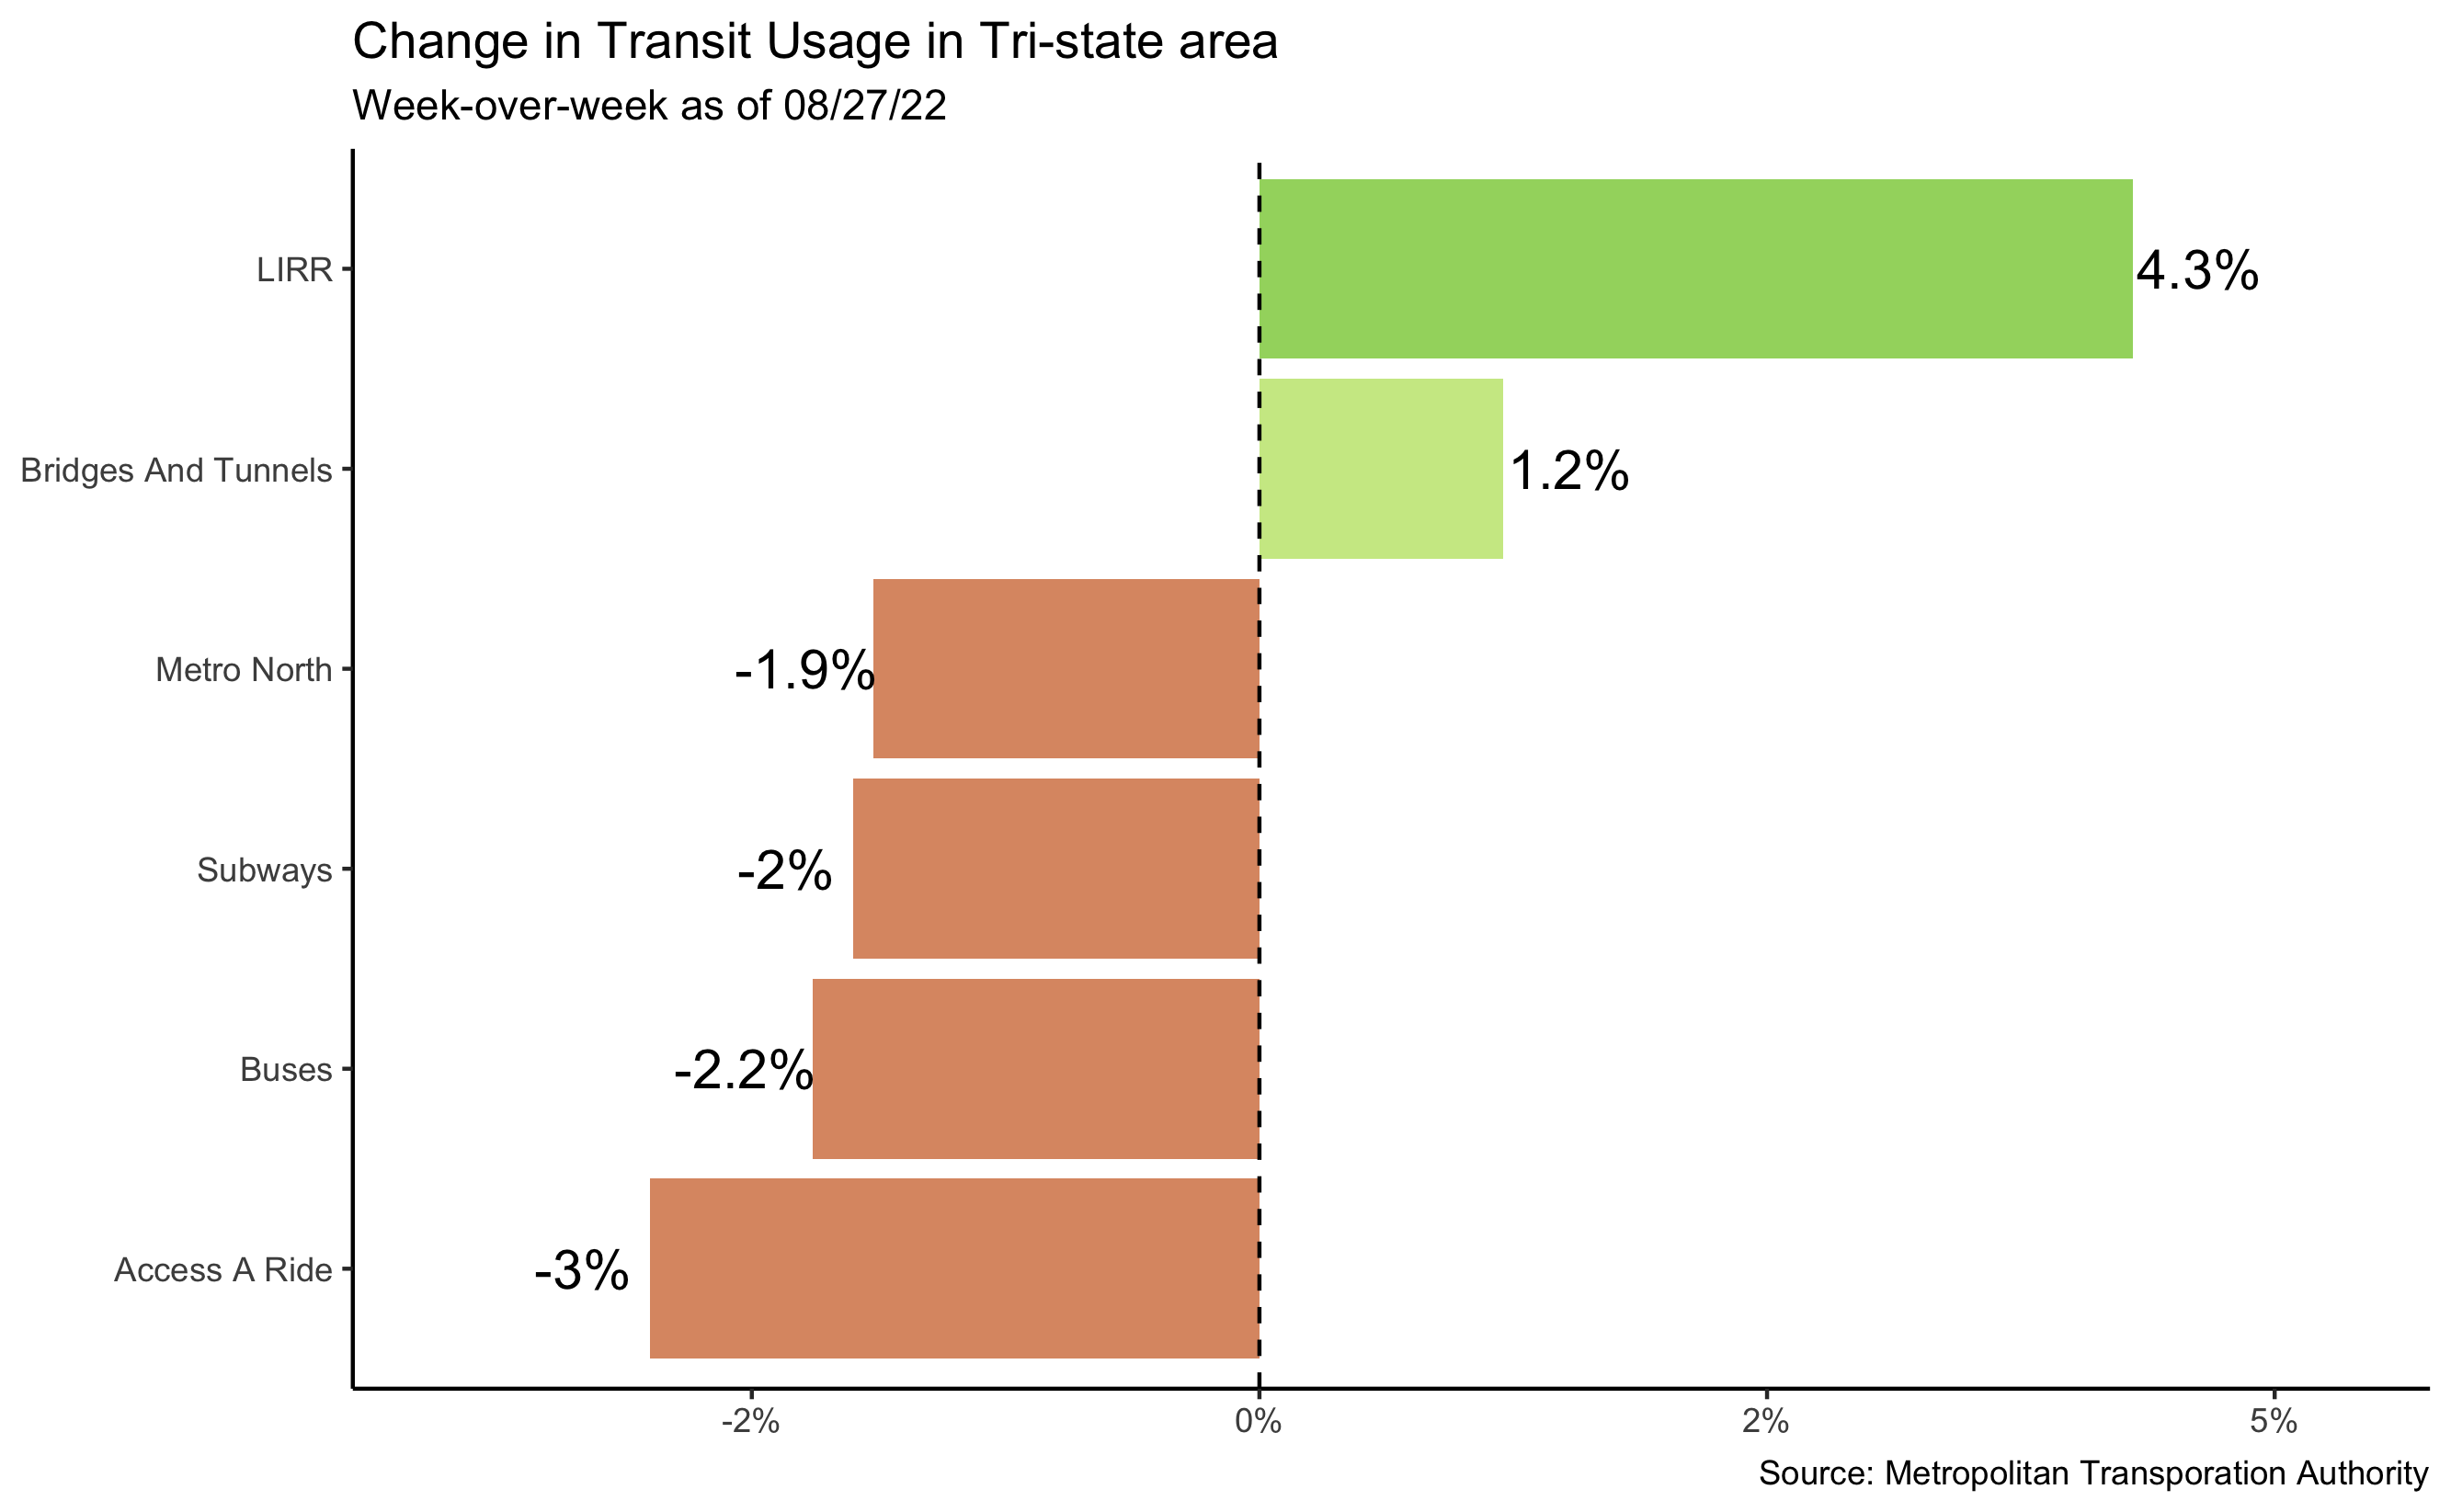 Change in Transit Usage in Tri-state area
Week-over-week as of 08/27/22
LIRR
4.3%
Bridges And Tunnels
1.2%
Metro North
-1.9%
Subways
-2%
Buses
-2.2%
Access A Ride
-3%
-2%
0%
2%
5%
Source: Metropolitan Transporation Authority